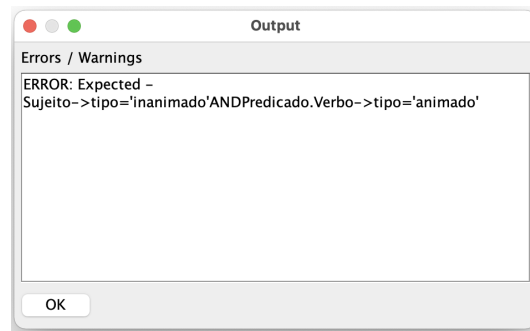 Output
Errors / Warnings
ERROR: Expected –
Sujeito->tipo='inanimado'ANDPredicado.Verbo->tipo='animado'
OK